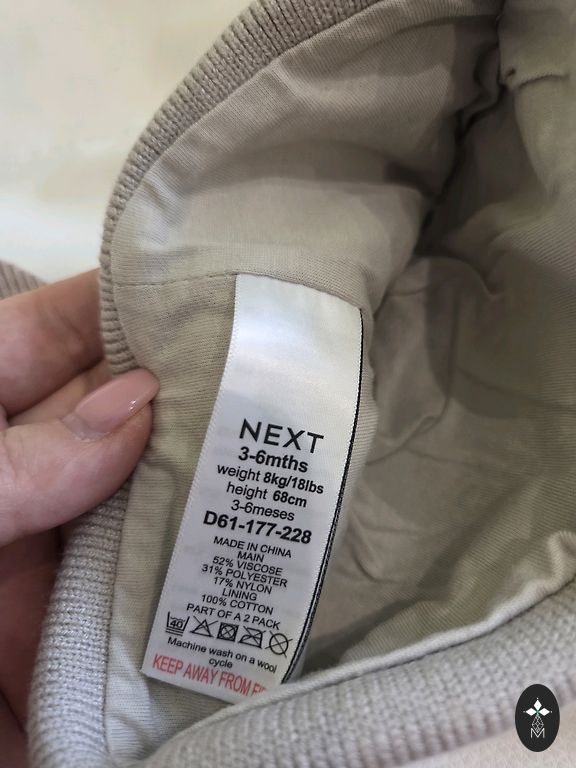 NEXT
3-6mths
weight 8kg/18lbs
height 68cm
3-6meses
D61-177-228
MADE IN CHINA
MAIN
52% VISCOSE
31% POLYESTER
17% NYLON
LINING
100% COTTON
PART OF A 2 PACK
40
Machine wash on a wool
cycle
KEEP AWAY FROM
M